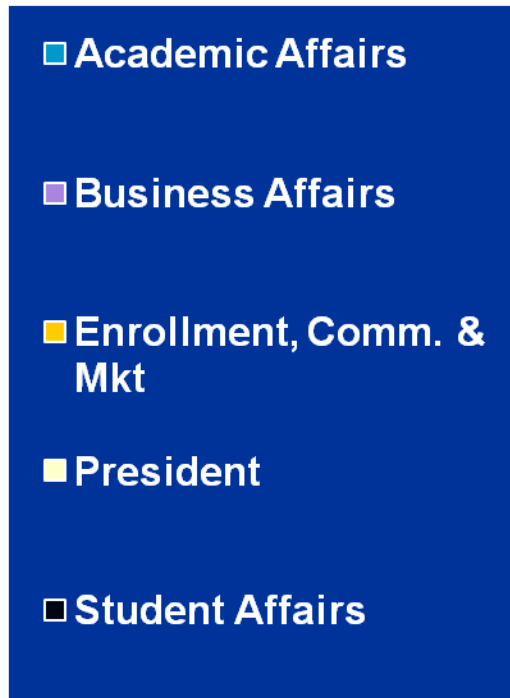 Academic Affairs
Business Affairs
Enrollment, Comm. &
Mkt
President
Student Affairs